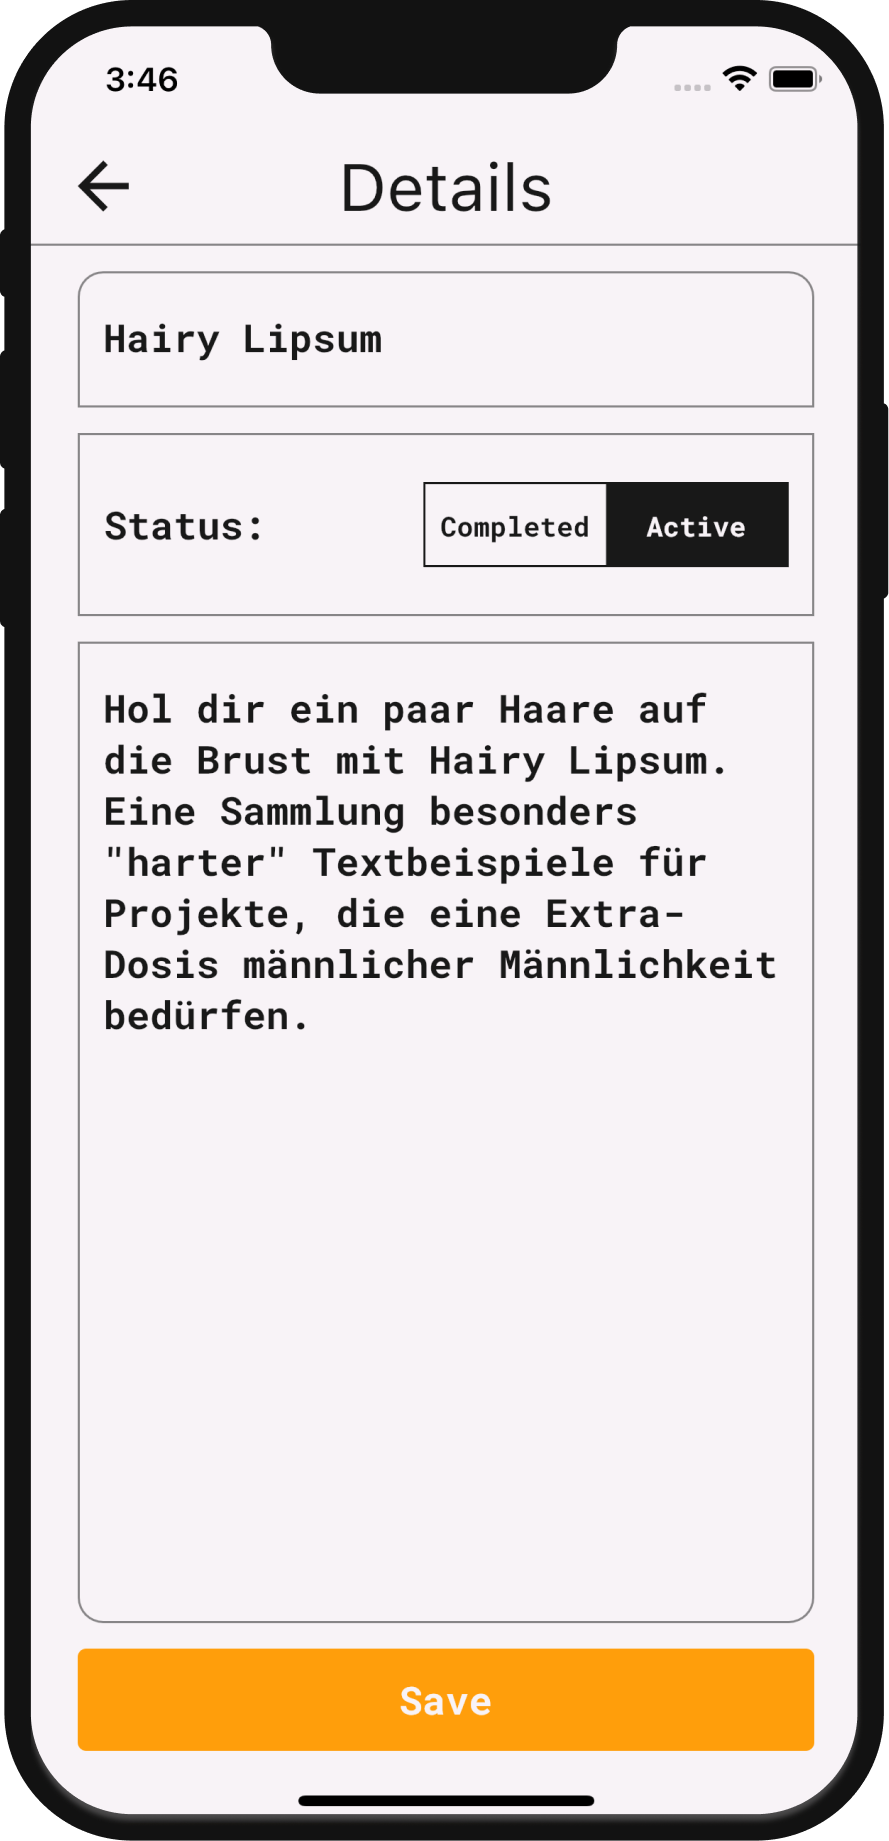 3:46
Details
Hairy Lipsum
Status:
Completed
Active
Hol dir ein paar Haare auf
die Brust mit Hairy Lipsum.
Eine Sammlung besonders
"harter" Textbeispiele für
Projekte, die eine Extra-
Dosis männlicher Männlichkeit
bedürfen.
Save